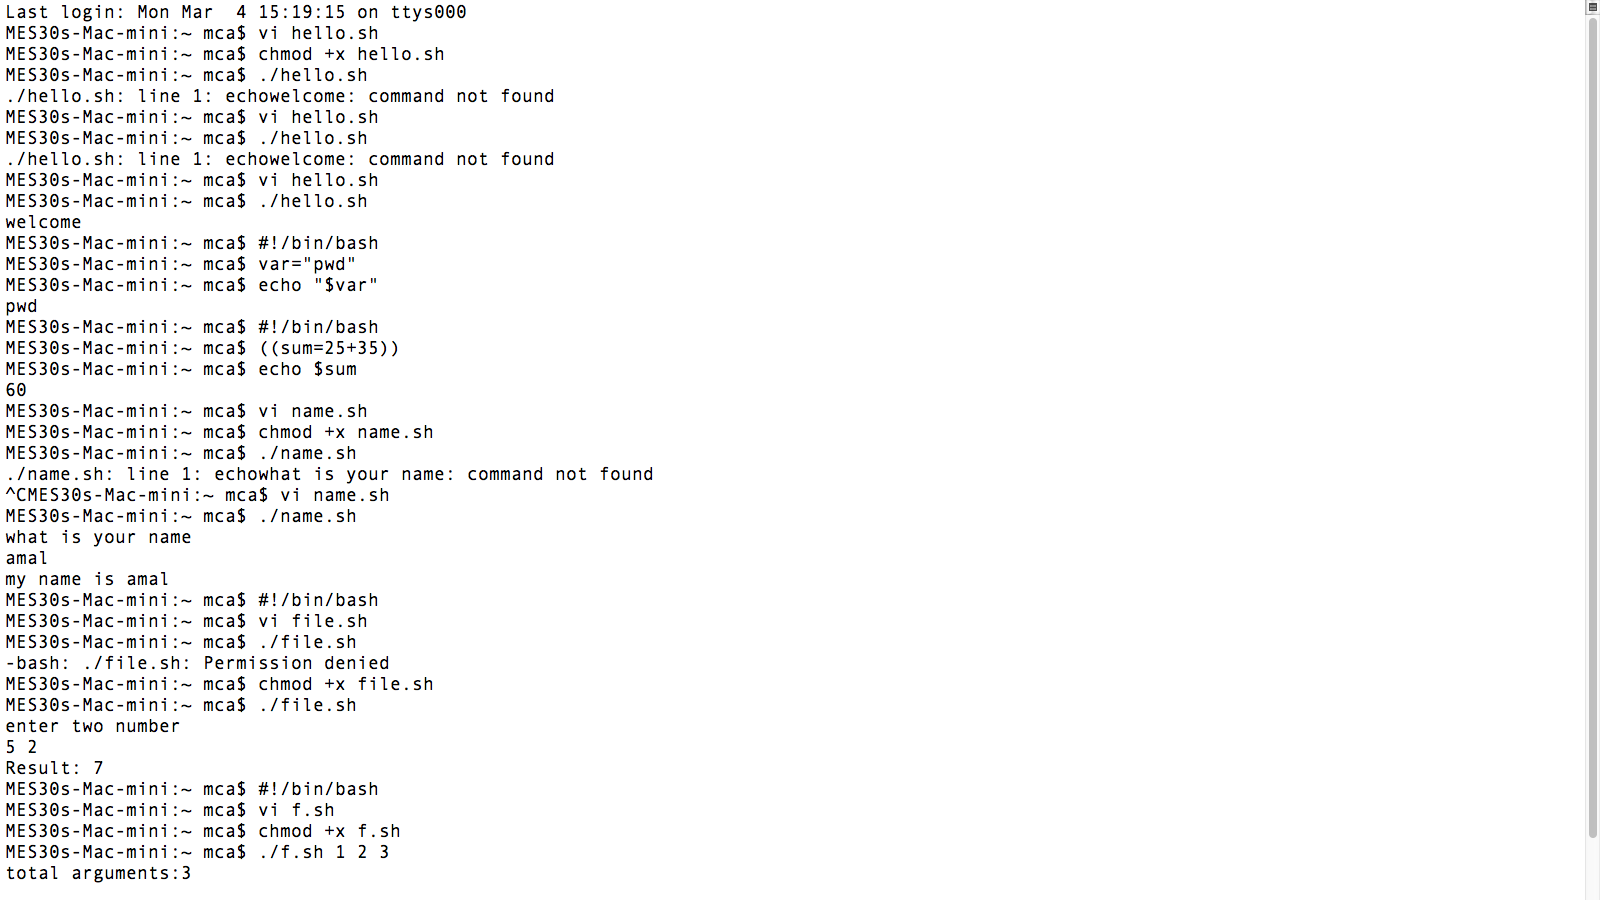 Last login: Mon Mar  4 15:19:15 on ttys000
MES30s-Mac-mini:~ mca$ vi hello.sh
MES30s-Mac-mini:~ mca$ chmod +x hello.sh
MES30s-Mac-mini:~ mca$ ./hello.sh
./hello.sh: line 1: echowelcome: command not found
MES30s-Mac-mini:~ mca$ vi hello.sh
MES30s-Mac-mini:~ mca$ ./hello.sh
./hello.sh: line 1: echowelcome: command not found
MES30s-Mac-mini:~ mca$ vi hello.sh
MES30s-Mac-mini:~ mca$ ./hello.sh
welcome
MES30s-Mac-mini:~ mca$ #!/bin/bash
MES30s-Mac-mini:~ mca$ var="pwd"
MES30s-Mac-mini:~ mca$ echo "$var"
pwd
MES30s-Mac-mini:~ mca$ #!/bin/bash
MES30s-Mac-mini:~ mca$ ((sum=25+35))
MES30s-Mac-mini:~ mca$ echo $sum
60
MES30s-Mac-mini:~ mca$ vi name.sh
MES30s-Mac-mini:~ mca$ chmod +x name.sh
MES30s-Mac-mini:~ mca$ ./name.sh
./name.sh: line 1: echowhat is your name: command not found
^CMES30s-Mac-mini:~ mca$ vi name.sh
MES30s-Mac-mini:~ mca$ ./name.sh
what is your name
amal
my name is amal
MES30s-Mac-mini:~ mca$ #!/bin/bash
MES30s-Mac-mini:~ mca$ vi file.sh
MES30s-Mac-mini:~ mca$ ./file.sh
-bash: ./file.sh: Permission denied
MES30s-Mac-mini:~ mca$ chmod +x file.sh
MES30s-Mac-mini:~ mca$ ./file.sh
enter two number
5 2
Result: 7
MES30s-Mac-mini:~ mca$ #!/bin/bash
MES30s-Mac-mini:~ mca$ vi f.sh
MES30s-Mac-mini:~ mca$ chmod +x f.sh
MES30s-Mac-mini:~ mca$ ./f.sh 1 2 3
total arguments:3